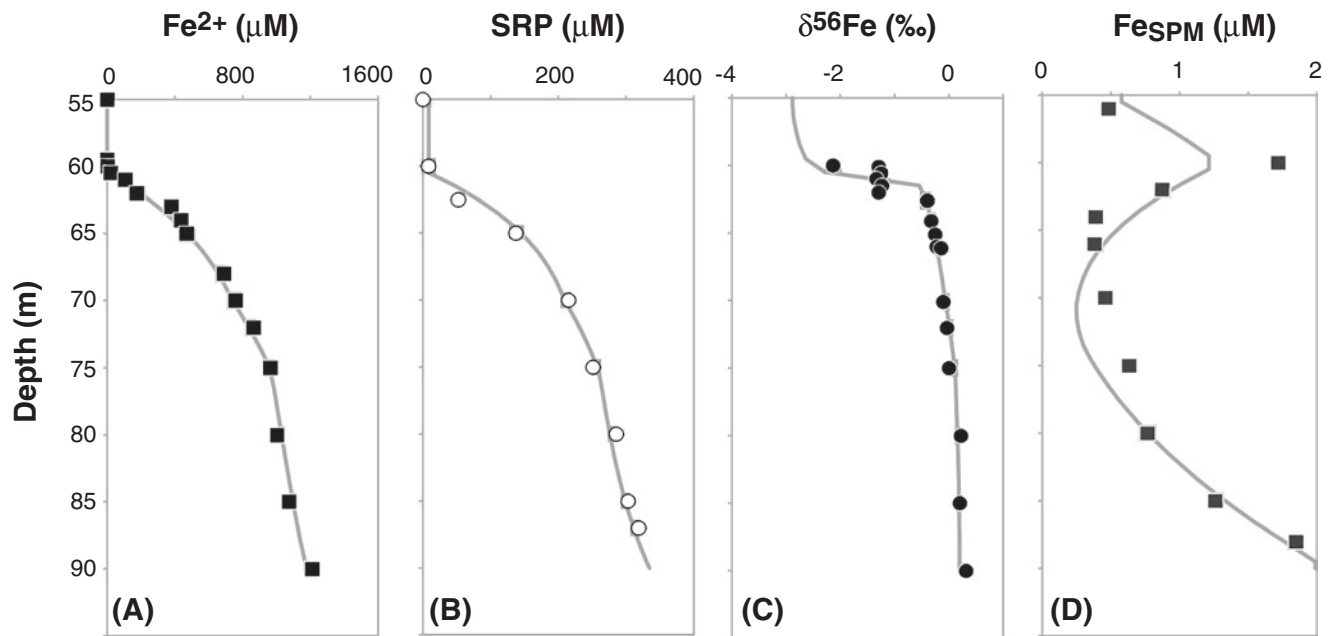 Fe2+ (μM) SRP (μM) δ56Fe (‰) FeSPM (μM)
0 800 1600 0 200 400 -4 -2 0 0 1 2
55
60
65
70
75
80
85
90
Depth (m)
(A) (B) (C) (D)